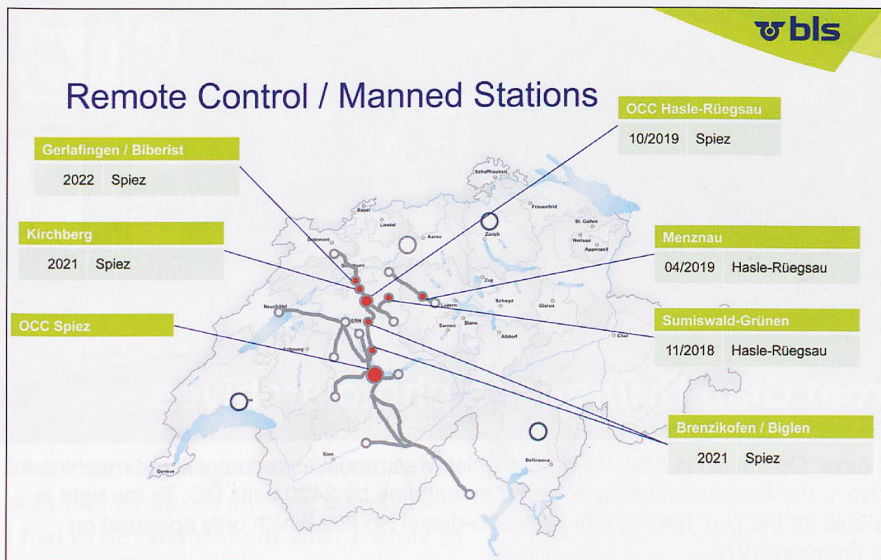 bls
Remote Control / Manned Stations
OCC Hasle-Rüegsau
10/2019 Spiez
Gerlafingen / Biberist
2022 Spiez
Kirchberg
2021 Spiez
OCC Spiez
Menznau
04/2019 Hasle-Rüegsau
Sumiswald-Grünen
11/2018 Hasle-Rüegsau
Brenzikofen / Biglen
2021 Spiez
Schaffhausen
Basel
Liestal
Frauenfeld
St. Gallen
Delémont
Aarau
Zürich
Herisau
Appenzell
Zug
Luzern
Schwyz
Glarus
Neuchâtel
Stans
Sarnen
Altdorf
Chur
Sion
Genève
Bellinzona